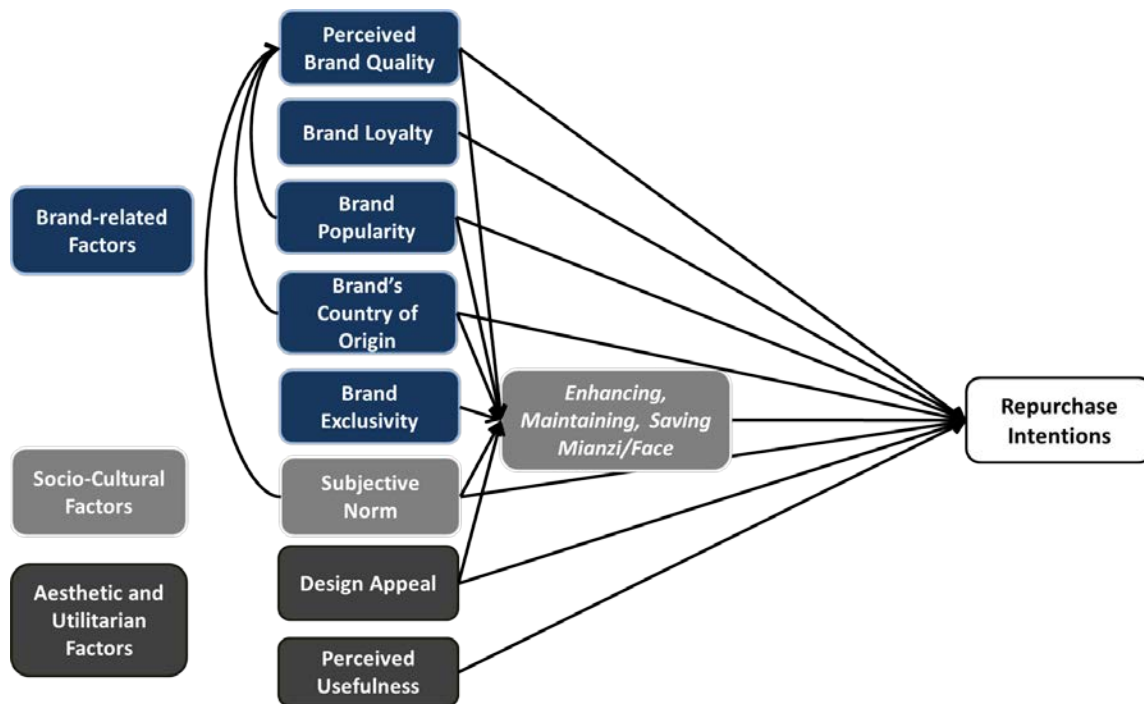 Perceived
Brand Quality
Brand Loyalty
Brand-related
Factors
Brand
Popularity
Brand's
Country of
Origin
Brand
Exclusivity
Enhancing,
Maintaining, Saving
Mianzi/Face
Repurchase
Intentions
Socio-Cultural
Factors
Subjective
Norm
Aesthetic and
Utilitarian
Factors
Design Appeal
Perceived
Usefulness